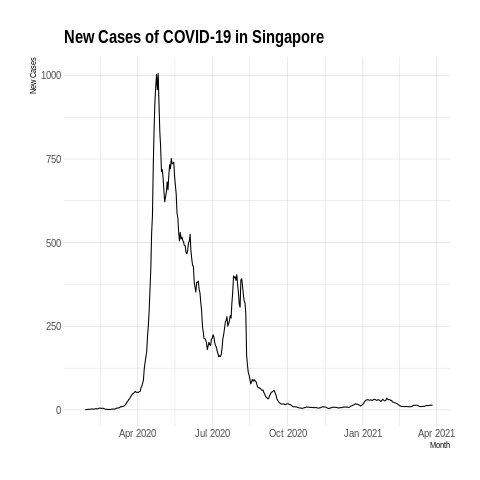 New Cases of COVID-19 in Singapore
New Cases
1000
750
500
250
0
Apr 2020
Jul 2020
Oct 2020
Jan 2021
Apr 2021
Month